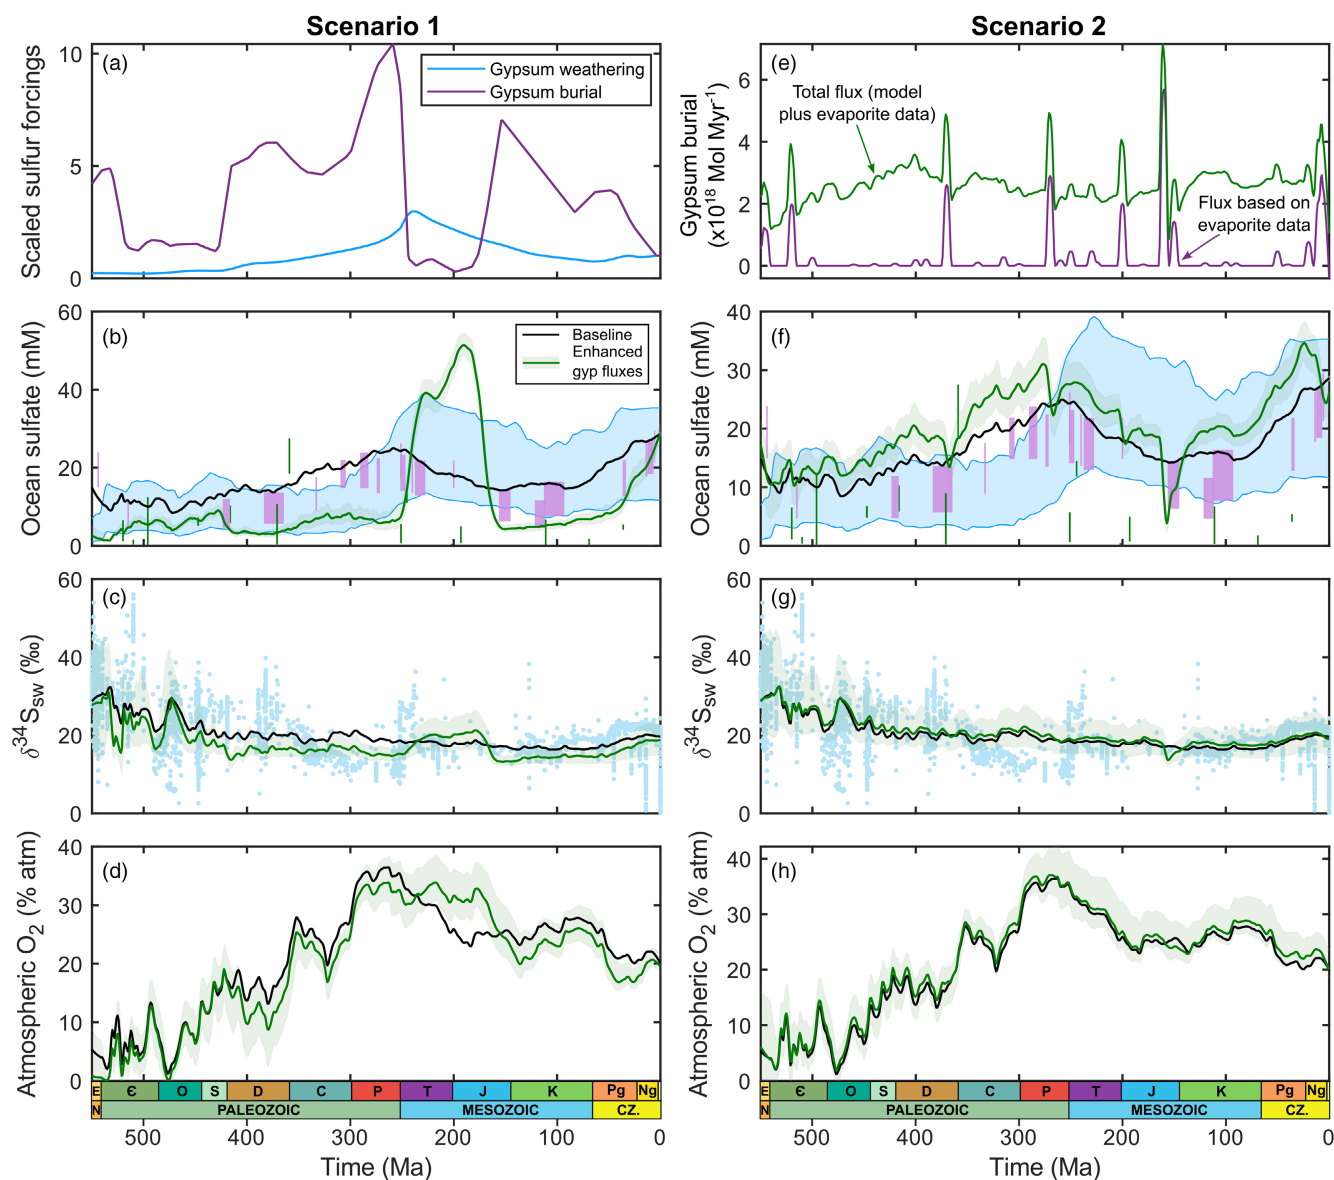 Scenario 1
(a)
Scaled sulfur forcings
10
5
0
Gypsum weathering
Gypsum burial
(b)
Ocean sulfate (mM)
60
40
20
0
Baseline
Enhanced
gyp fluxes
(c)
δ³⁴S_sw (‰)
60
40
20
0
(d)
Atmospheric O₂ (% atm)
40
30
20
10
0
E
Є
O
S
D
C
P
T
J
K
Pg
Ng
N
PALEOZOIC
MESOZOIC
CZ.
500
400
300
200
100
0
Time (Ma)
Scenario 2
(e)
Gypsum burial
(x10¹⁸ Mol Myr⁻¹)
6
4
2
0
Total flux (model
plus evaporite data)
Flux based on
evaporite data
(f)
Ocean sulfate (mM)
40
30
20
10
0
(g)
δ³⁴S_sw (‰)
60
40
20
0
(h)
Atmospheric O₂ (% atm)
40
30
20
10
0
E
Є
O
S
D
C
P
T
J
K
Pg
Ng
N
PALEOZOIC
MESOZOIC
CZ.
500
400
300
200
100
0
Time (Ma)